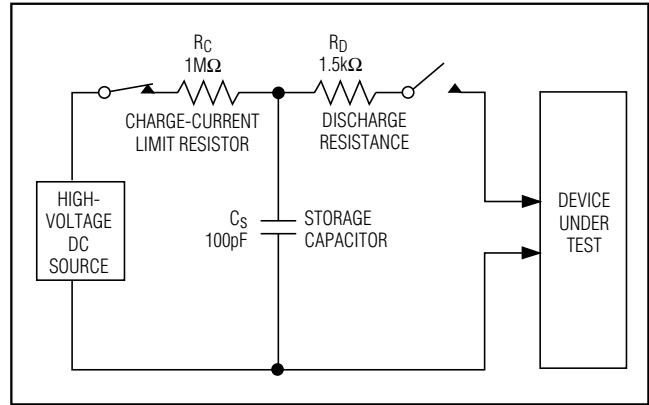 RC
1MΩ
RD
1.5kΩ
CHARGE-CURRENT
LIMIT RESISTOR
DISCHARGE
RESISTANCE
HIGH-
VOLTAGE
DC
SOURCE
CS
100pF
STORAGE
CAPACITOR
DEVICE
UNDER
TEST